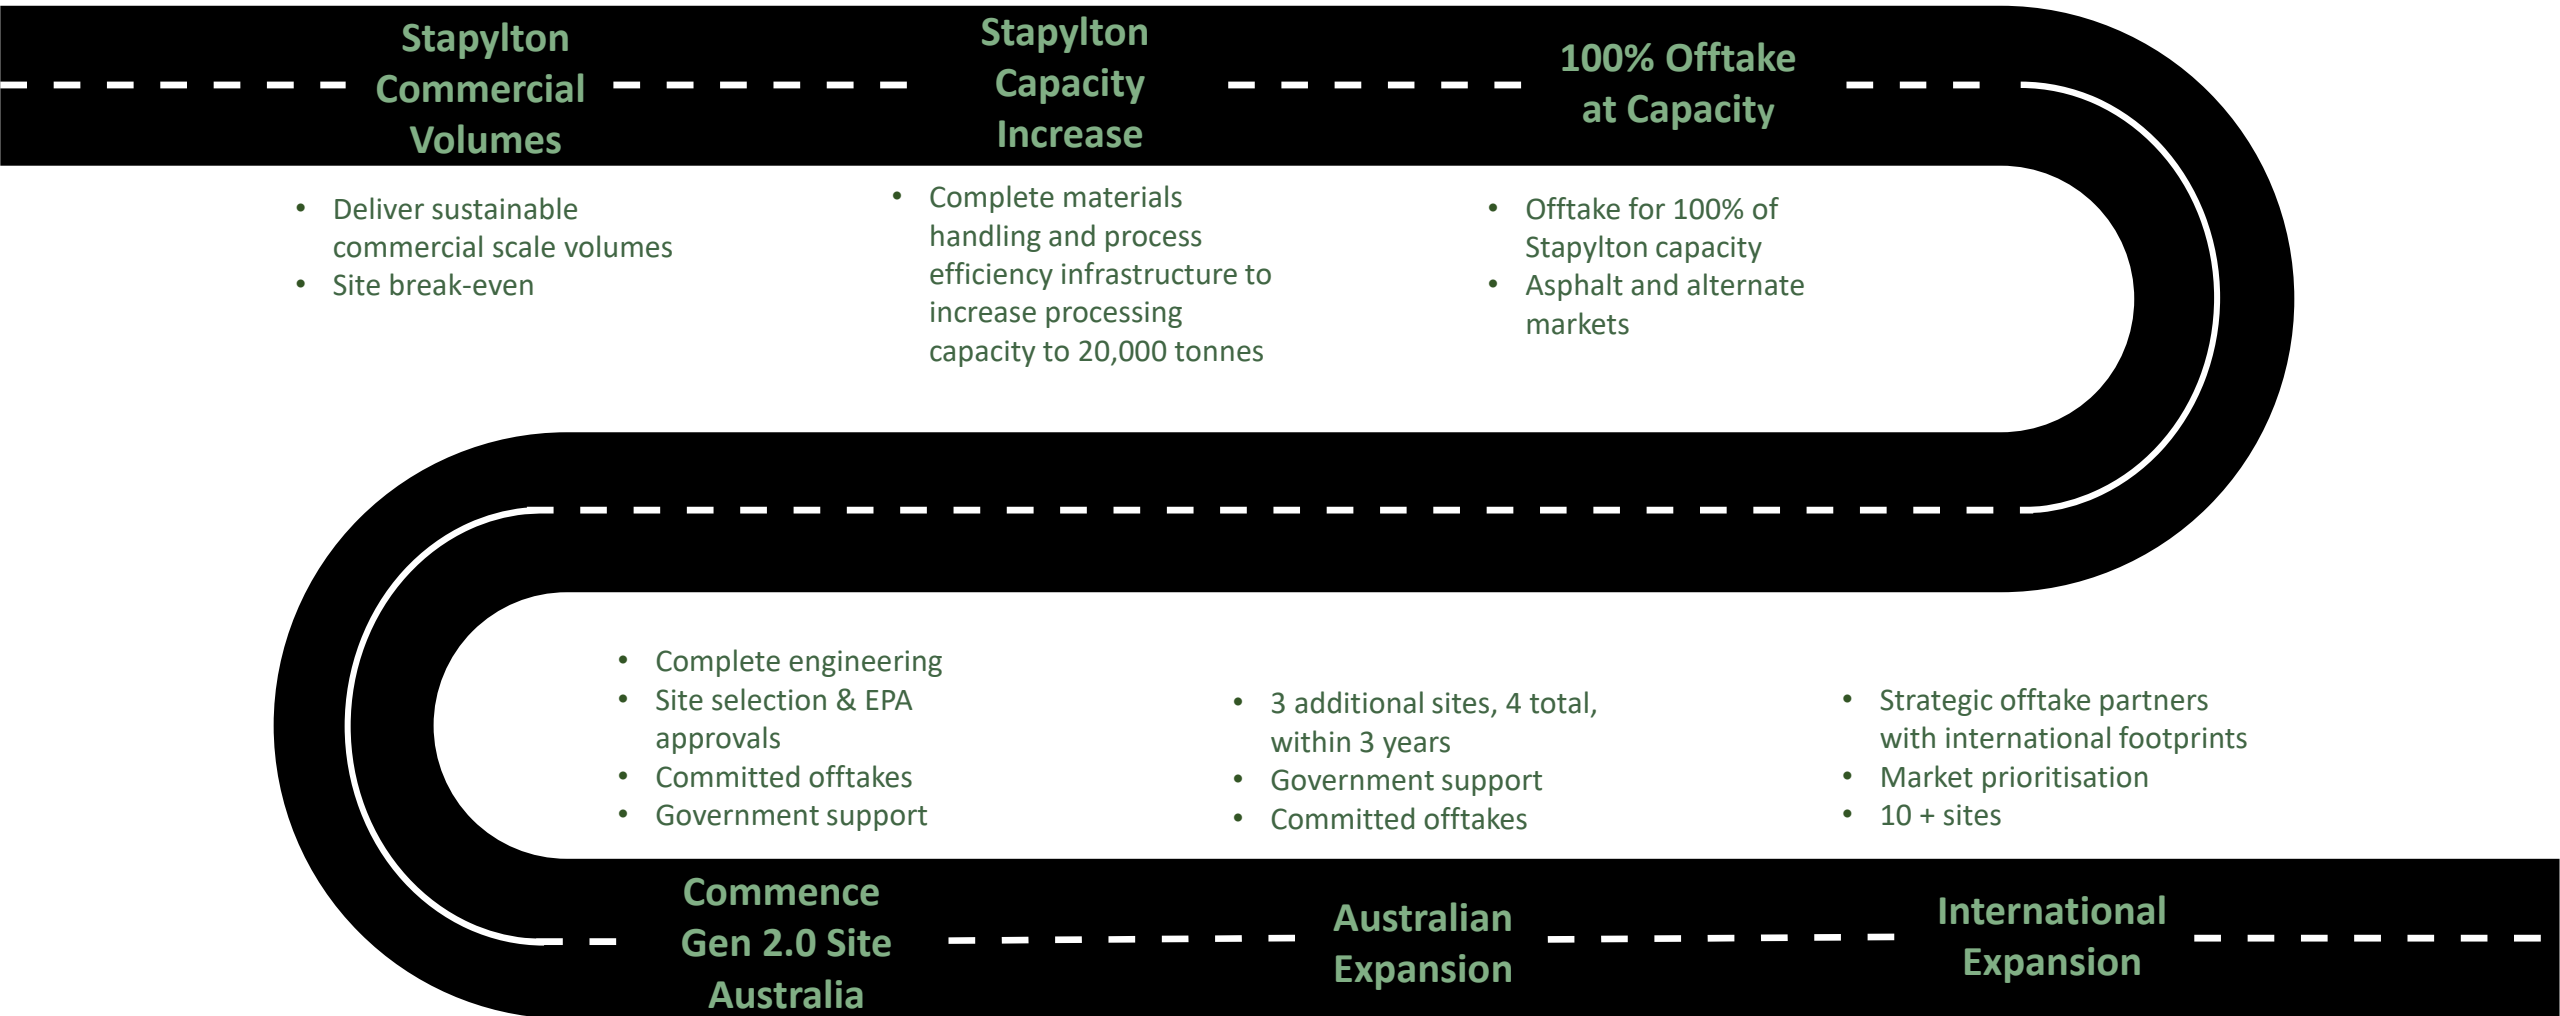 Stapylton
Commercial
Volumes
• Deliver sustainable
commercial scale volumes
• Site break-even
Stapylton
Capacity
Increase
• Complete materials
handling and process
efficiency infrastructure to
increase processing
capacity to 20,000 tonnes
100% Offtake
at Capacity
• Offtake for 100% of
Stapylton capacity
• Asphalt and alternate
markets
• Complete engineering
• Site selection & EPA
approvals
• Committed offtakes
• Government support
Commence
Gen 2.0 Site
Australia
• 3 additional sites, 4 total,
within 3 years
• Government support
• Committed offtakes
Australian
Expansion
• Strategic offtake partners
with international footprints
• Market prioritisation
• 10 + sites
International
Expansion